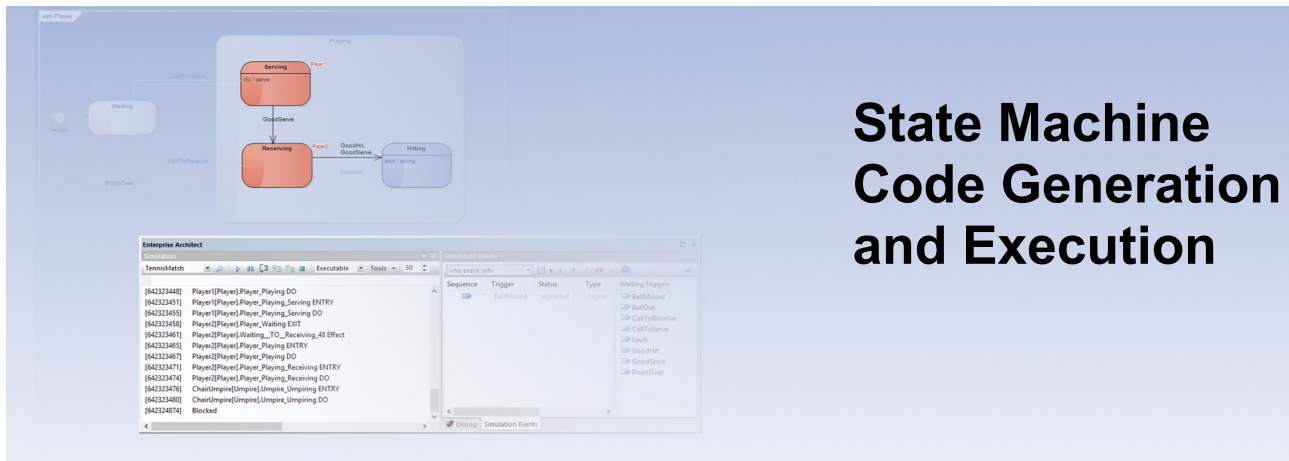 stm Player
Playing
Serving
Player1
do / serve
CallToServe
Waiting
GoodServe
Initial
Receiving
Player2
GoodHit,
GoodServe
Hitting
exit / swing
CallToReceive
GoodHit
PointOver
State Machine
Code Generation
and Execution
Enterprise Architect
Simulation
TennisMatch Executable Tools 30
[642323448] Player1[Player].Player_Playing DO
[642323451] Player1[Player].Player_Playing_Serving ENTRY
[642323455] Player1[Player].Player_Playing_Serving DO
[642323458] Player2[Player].Player_Waiting EXIT
[642323461] Player2[Player].Waiting__TO__Receiving_48 Effect
[642323465] Player2[Player].Player_Playing ENTRY
[642323467] Player2[Player].Player_Playing DO
[642323471] Player2[Player].Player_Playing_Receiving ENTRY
[642323474] Player2[Player].Player_Playing_Receiving DO
[642323476] ChairUmpire[Umpire].Umpire_Umpiring ENTRY
[642323480] ChairUmpire[Umpire].Umpire_Umpiring DO
[642324874] Blocked
Simulation Events
<no event set>
Sequence Trigger Status Type Waiting Triggers
BallMissed signalled Signal
BallMissed
BallOut
CallToReceive
CallToServe
Fault
GoodHit
GoodServe
PointOver
Debug Simulation Events